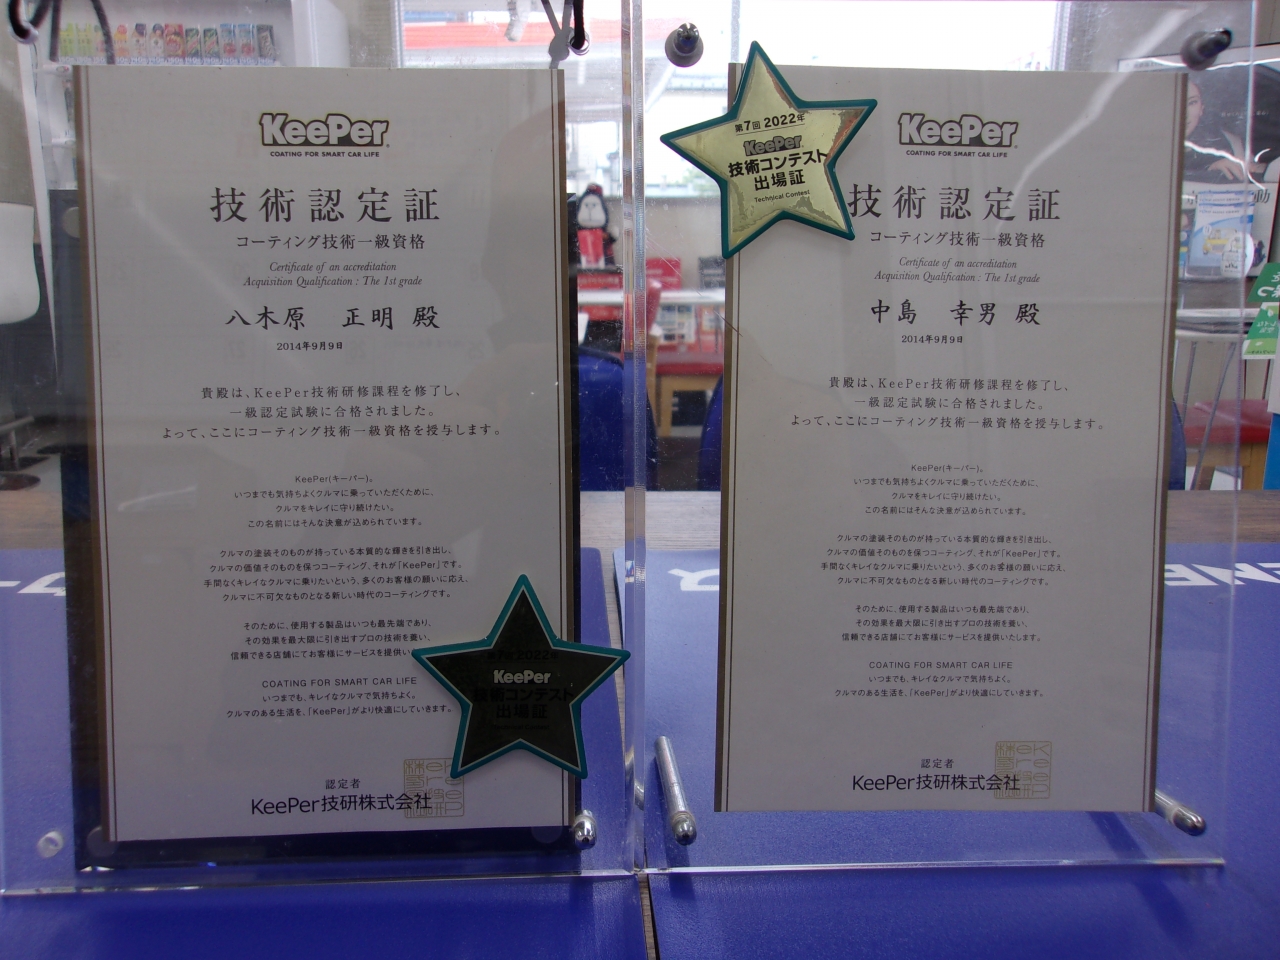 KeePer
COATING FOR SMART CAR LIFE
技術認定証
コーティング技術一級資格
Certificate of an accreditation
Acquisition Qualification : The 1st grade
八木原 正明 殿
2014年9月9日
貴殿は、KeePer技術研修課程を修了し、
一級認定試験に合格されました。
よって、ここにコーティング技術一級資格を授与します。
KeePer(キーパー)。
いつまでも気持ちよくクルマに乗っていただくために、
クルマをキレイに守り続けたい。
この名前にはそんな決意が込められています。
クルマの塗装そのものが持っている本質的な輝きを引き出し、
クルマの価値そのものを保つコーティング、それが「KeePer」です。
手間なくキレイなクルマに乗りたいという、多くのお客様の願いに応え、
クルマに不可欠なものとなる新しい時代のコーティングです。
そのために、使用する製品はいつも最先端であり、
その効果を最大限に引き出すプロの技術を養い、
信頼できる店舗にてお客様にサービスを提供い
COATING FOR SMART CAR LIFE
いつまでも、キレイなクルマで気持ちよく。
クルマのある生活を、「KeePer」がより快適にしていきます。
認定者
KeePer技研株式会社
2022年
KeePer
技術コンテスト
出場証
第7回 2022年
KeePer
技術コンテスト
出場証
Technical Contest
KeePer
COATING FOR SMART CAR LIFE
技術認定証
コーティング技術一級資格
Certificate of an accreditation
Acquisition Qualification : The 1st grade
中島 幸男 殿
2014年9月9日
貴殿は、KeePer技術研修課程を修了し、
一級認定試験に合格されました。
よって、ここにコーティング技術一級資格を授与します。
KeePer(キーパー)。
いつまでも気持ちよくクルマに乗っていただくために、
クルマをキレイに守り続けたい。
この名前にはそんな決意が込められています。
クルマの塗装そのものが持っている本質的な輝きを引き出し、
クルマの価値そのものを保つコーティング、それが「KeePer」です。
手間なくキレイなクルマに乗りたいという、多くのお客様の願いに応え、
クルマに不可欠なものとなる新しい時代のコーティングです。
そのために、使用する製品はいつも最先端であり、
その効果を最大限に引き出すプロの技術を養い、
信頼できる店舗にてお客様にサービスを提供いたします。
COATING FOR SMART CAR LIFE
いつまでも、キレイなクルマで気持ちよく。
クルマのある生活を、「KeePer」がより快適にしていきます。
認定者
KeePer技研株式会社